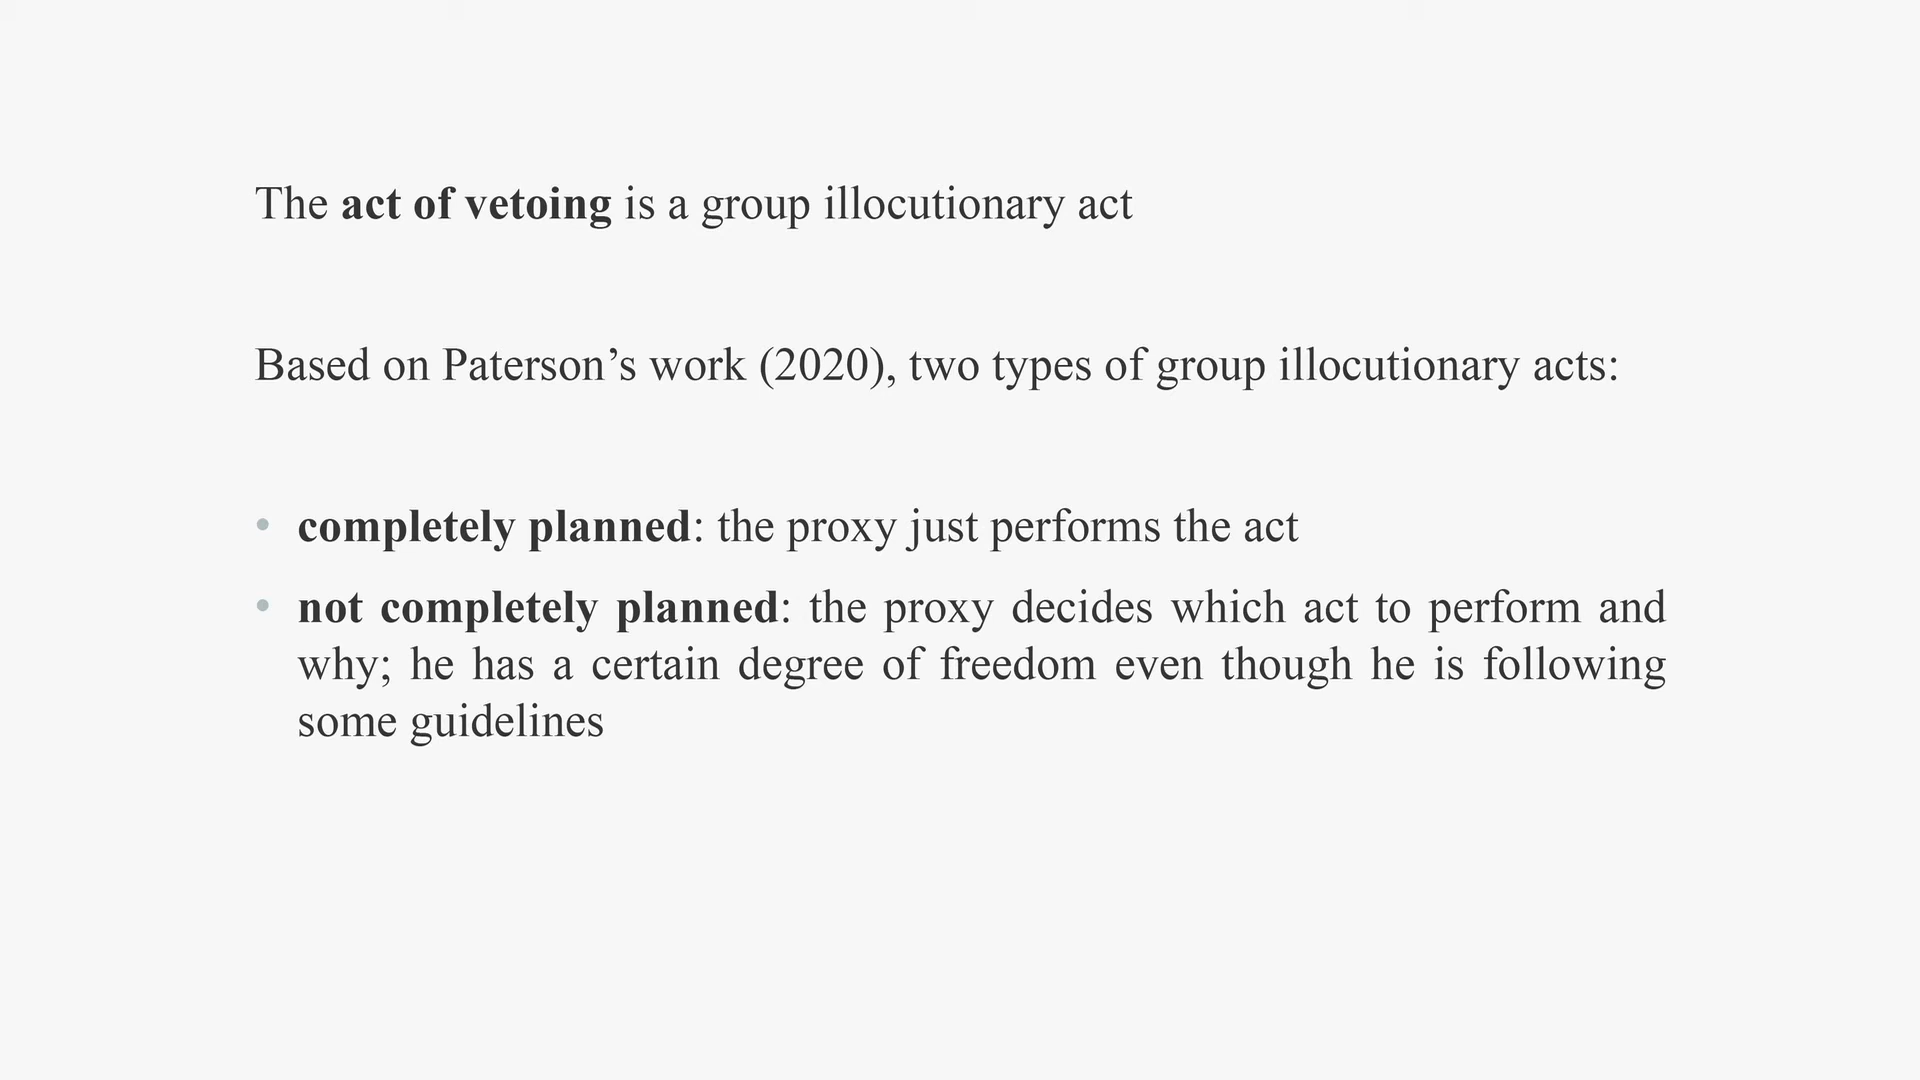 The act of vetoing is a group illocutionary act
Based on Paterson’s work (2020), two types of group illocutionary acts:
• completely planned: the proxy just performs the act
• not completely planned: the proxy decides which act to perform and
why; he has a certain degree of freedom even though he is following
some guidelines